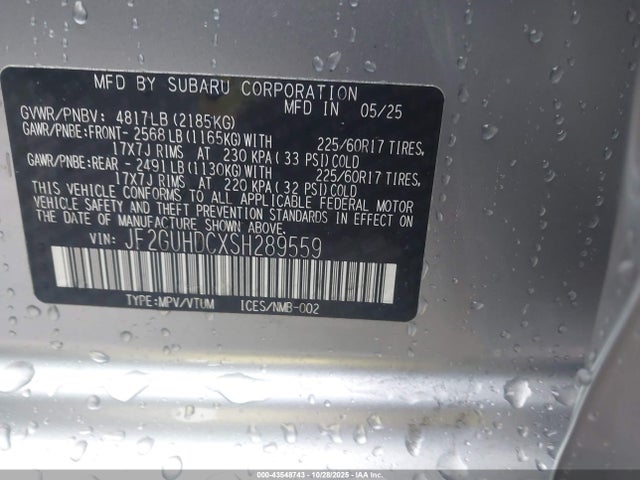 MFD BY SUBARU CORPORATION
MFD IN 05/25
GVWR/PNBV: 4817LB(2185KG)
GAWR/PNBE:FRONT-2568LB(1165KG)WITH 225/60R17 TIRES,
17X7J RIMS AT 230 KPA(33 PSI)COLD
GAWR/PNBE:REAR -2491LB(1130KG)WITH 225/60R17 TIRES,
17X7J RIMS AT 220 KPA(32 PSI)COLD
THIS VEHICLE CONFORMS TO ALL APPLICABLE FEDERAL MOTOR
VEHICLE SAFETY AND THEFT PREVENTION STANDARDS IN EFFECT
ON THE DATE OF MANUFACTURE SHOWN ABOVE.
VIN: JF2GUHDCXSH289559
TYPE:MPV/VTUM ICES/NMB-002
000-43548743 - 10/28/2025 - IAA Inc.